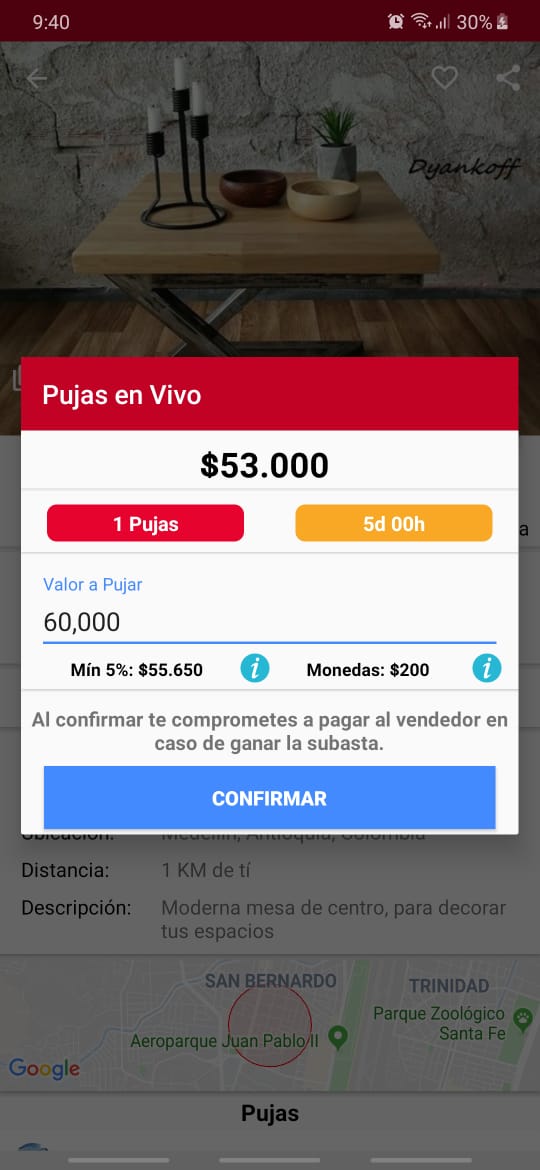 9:40
30%
Dyankoff
Pujas en Vivo
$53.000
1 Pujas
5d 00h
a
Valor a Pujar
60,000
Mín 5%: $55.650
i
Monedas: $200
i
Al confirmar te comprometes a pagar al vendedor en
caso de ganar la subasta.
CONFIRMAR
Ubicación: Medellín, Antioquia, Colombia
Distancia: 1 KM de tí
Descripción: Moderna mesa de centro, para decorar
tus espacios
SAN BERNARDO
TRINIDAD
Parque Zoológico
Santa Fe
Aeroparque Juan Pablo II
Google
Pujas